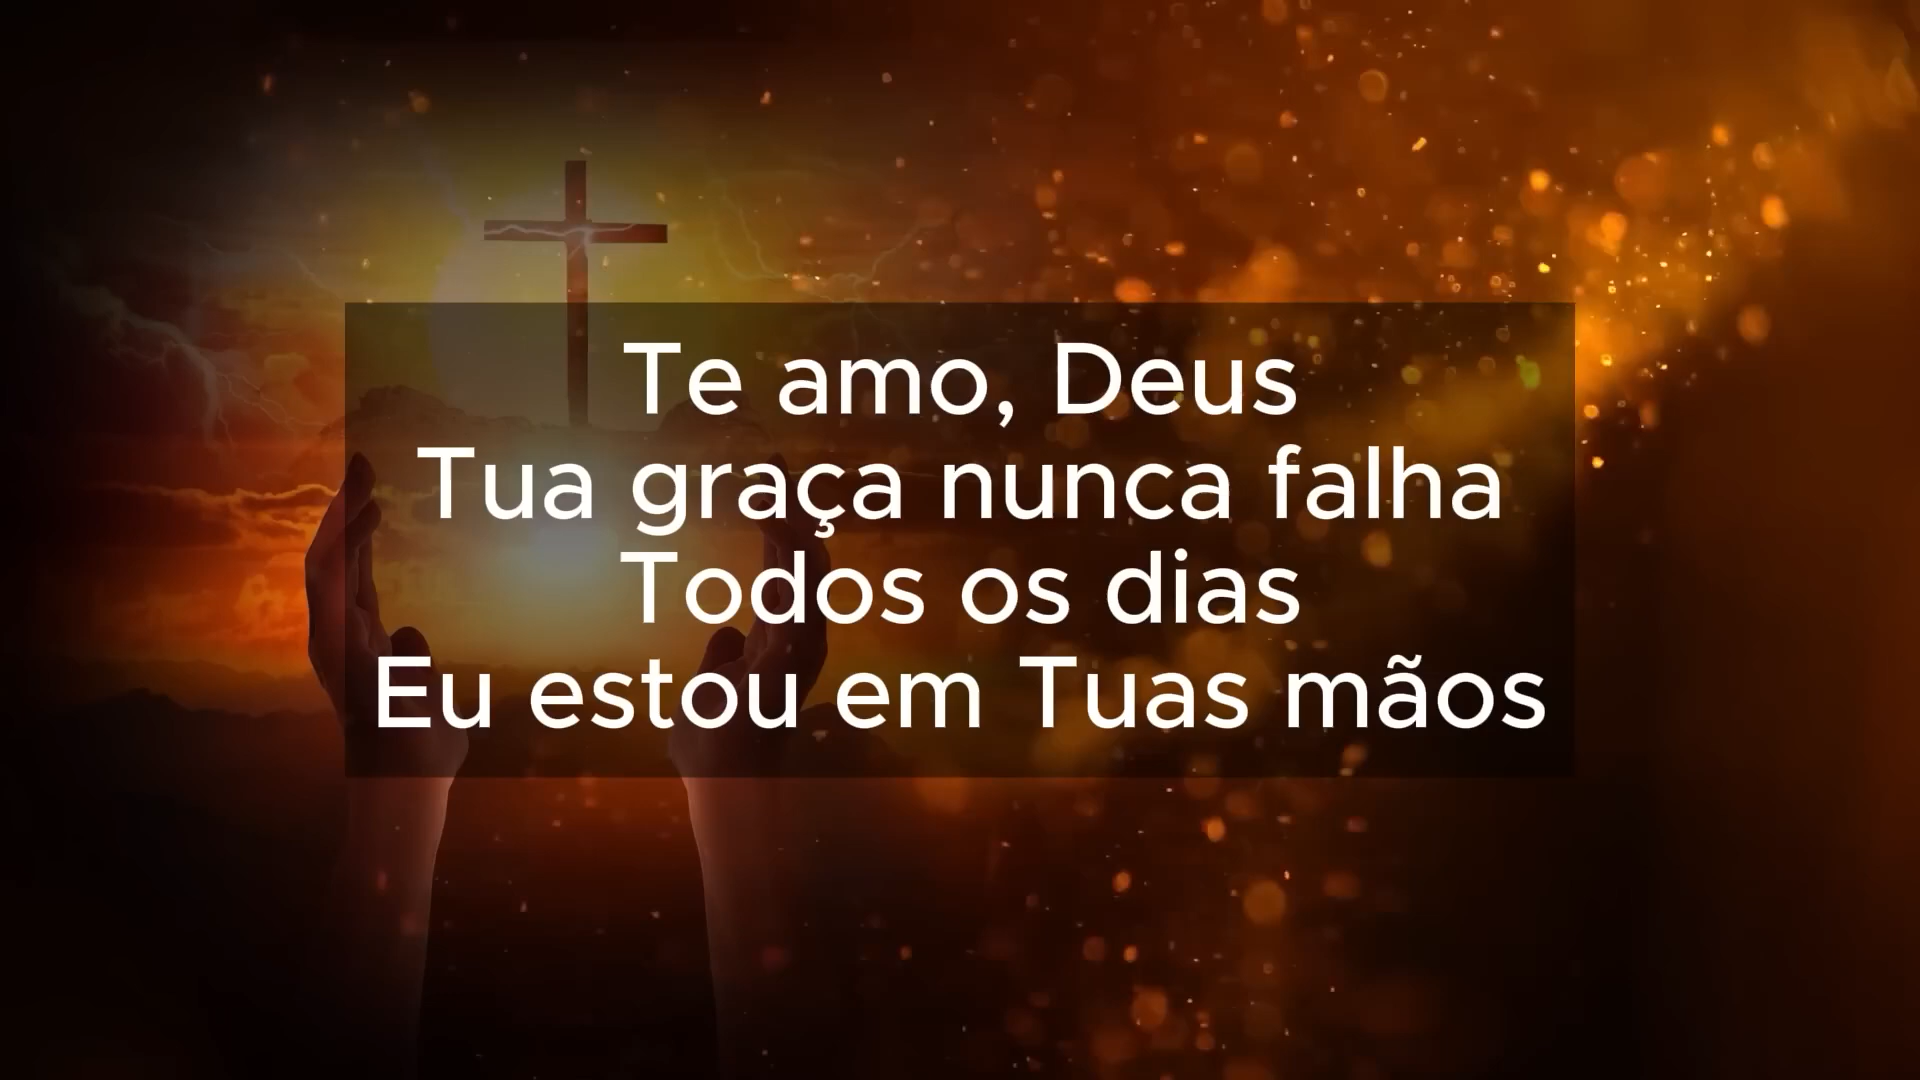 Te amo, Deus
Tua graça nunca falha
Todos os dias
Eu estou em Tuas mãos